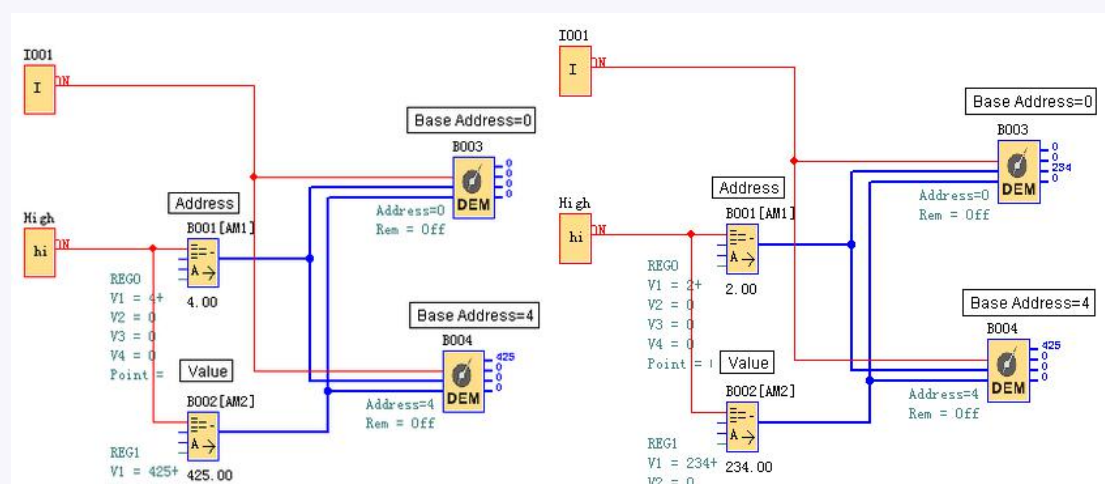 I001
I
ON
Base Address=0
B003
0
0
0
0
DEM
Address
Address=0
Rem = Off
High
hi
ON
B001[AM1]
A
4.00
REG0
V1 = 4+
V2 = 0
V3 = 0
V4 = 0
Point =
Base Address=4
B004
425
0
0
0
DEM
Value
Address=4
Rem = Off
B002[AM2]
A
425.00
REG1
V1 = 425+
I001
I
ON
Base Address=0
B003
0
0
234
0
DEM
Address
Address=0
Rem = Off
High
hi
ON
B001[AM1]
A
2.00
REG0
V1 = 2+
V2 = 0
V3 = 0
V4 = 0
Point =
Base Address=4
B004
425
0
0
0
DEM
Value
Address=4
Rem = Off
B002[AM2]
A
234.00
REG1
V1 = 234+
V2 = 0